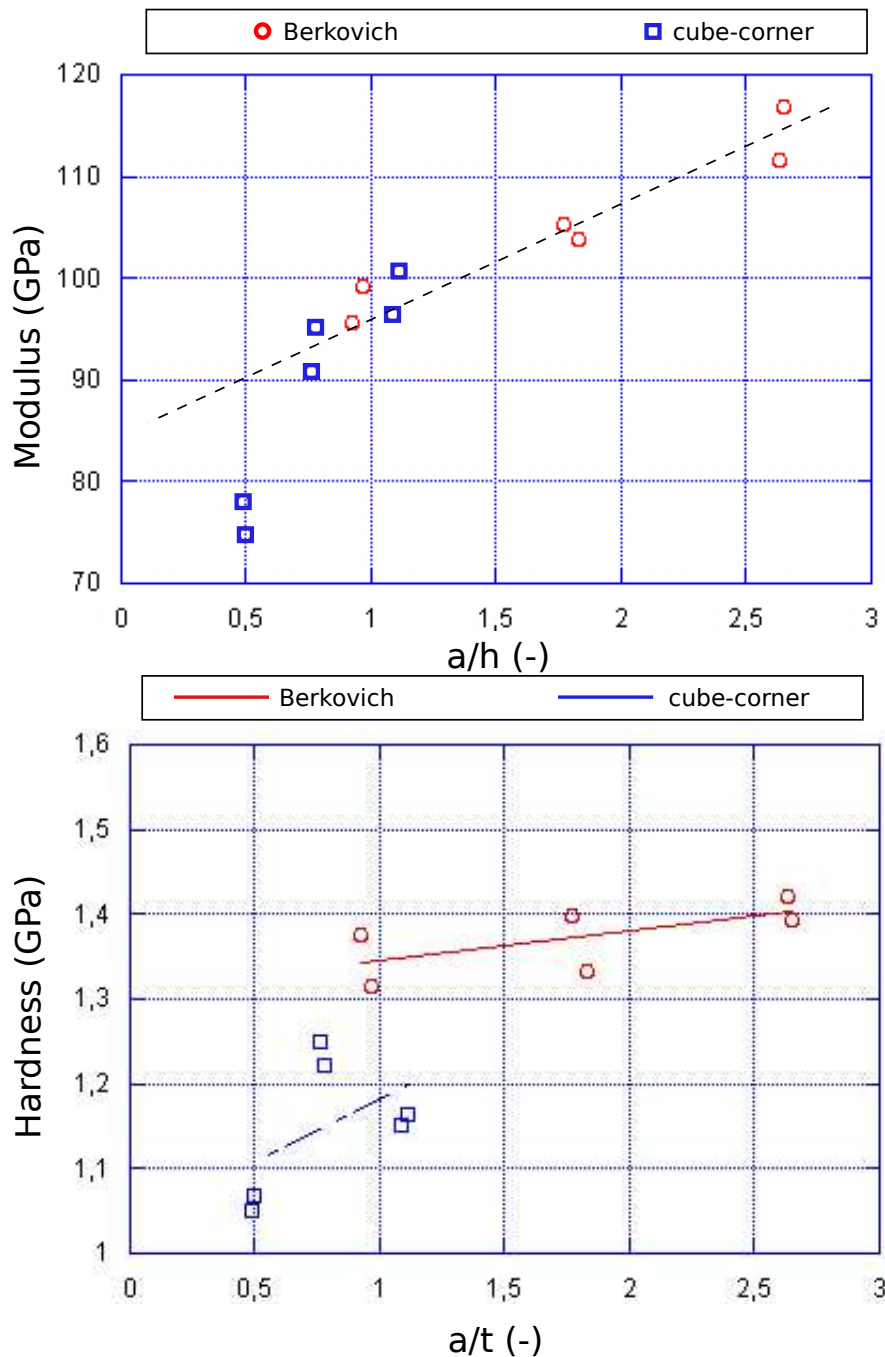 Berkovich cube-corner
120
110
100
90
80
70
Modulus (GPa)
0 0,5 1 1,5 2 2,5 3
a/h (-)
Berkovich cube-corner
1,6
1,5
1,4
1,3
1,2
1,1
1
Hardness (GPa)
0 0,5 1 1,5 2 2,5 3
a/t (-)